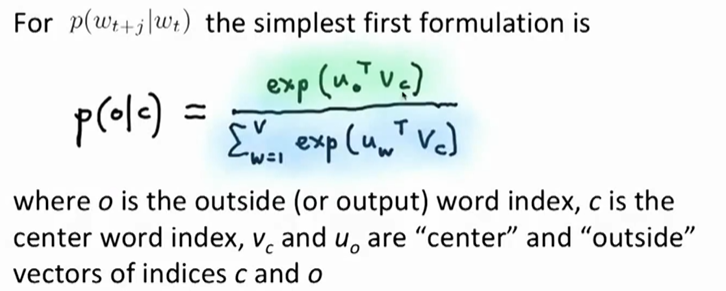 For p(w_{t+j}|w_t) the simplest first formulation is
p(o|c) = exp(u_o^T v_c) / ∑_{w=1}^V exp(u_w^T v_c)
where o is the outside (or output) word index, c is the
center word index, v_c and u_o are “center” and “outside”
vectors of indices c and o